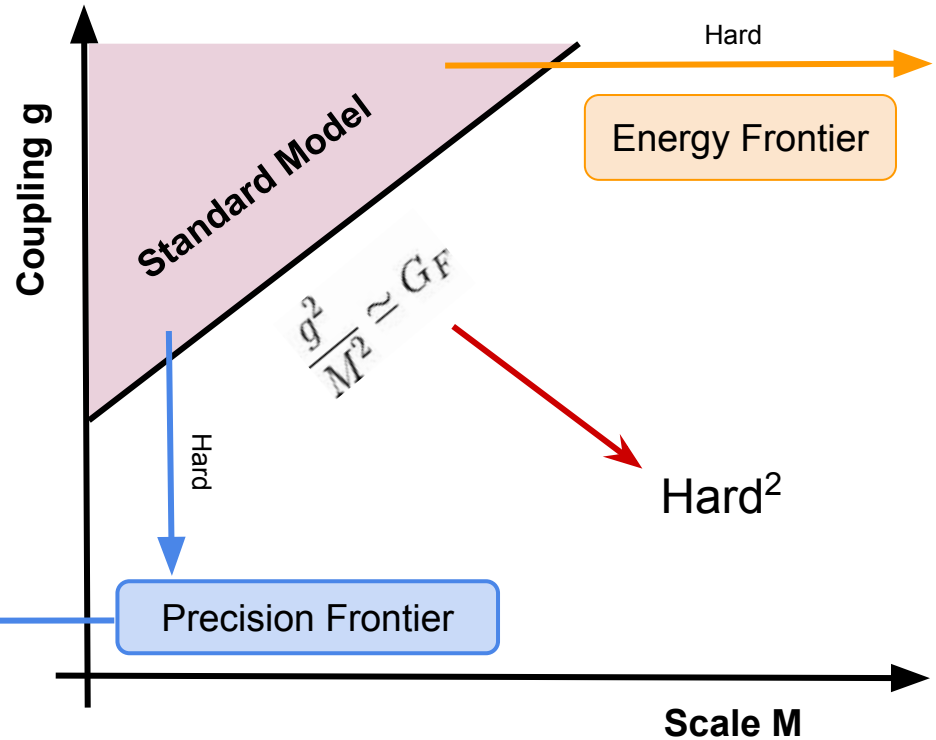 Hard
Energy Frontier
Coupling g
Standard Model
g²/M² ≃ G_F
Hard
Hard²
Precision Frontier
Scale M